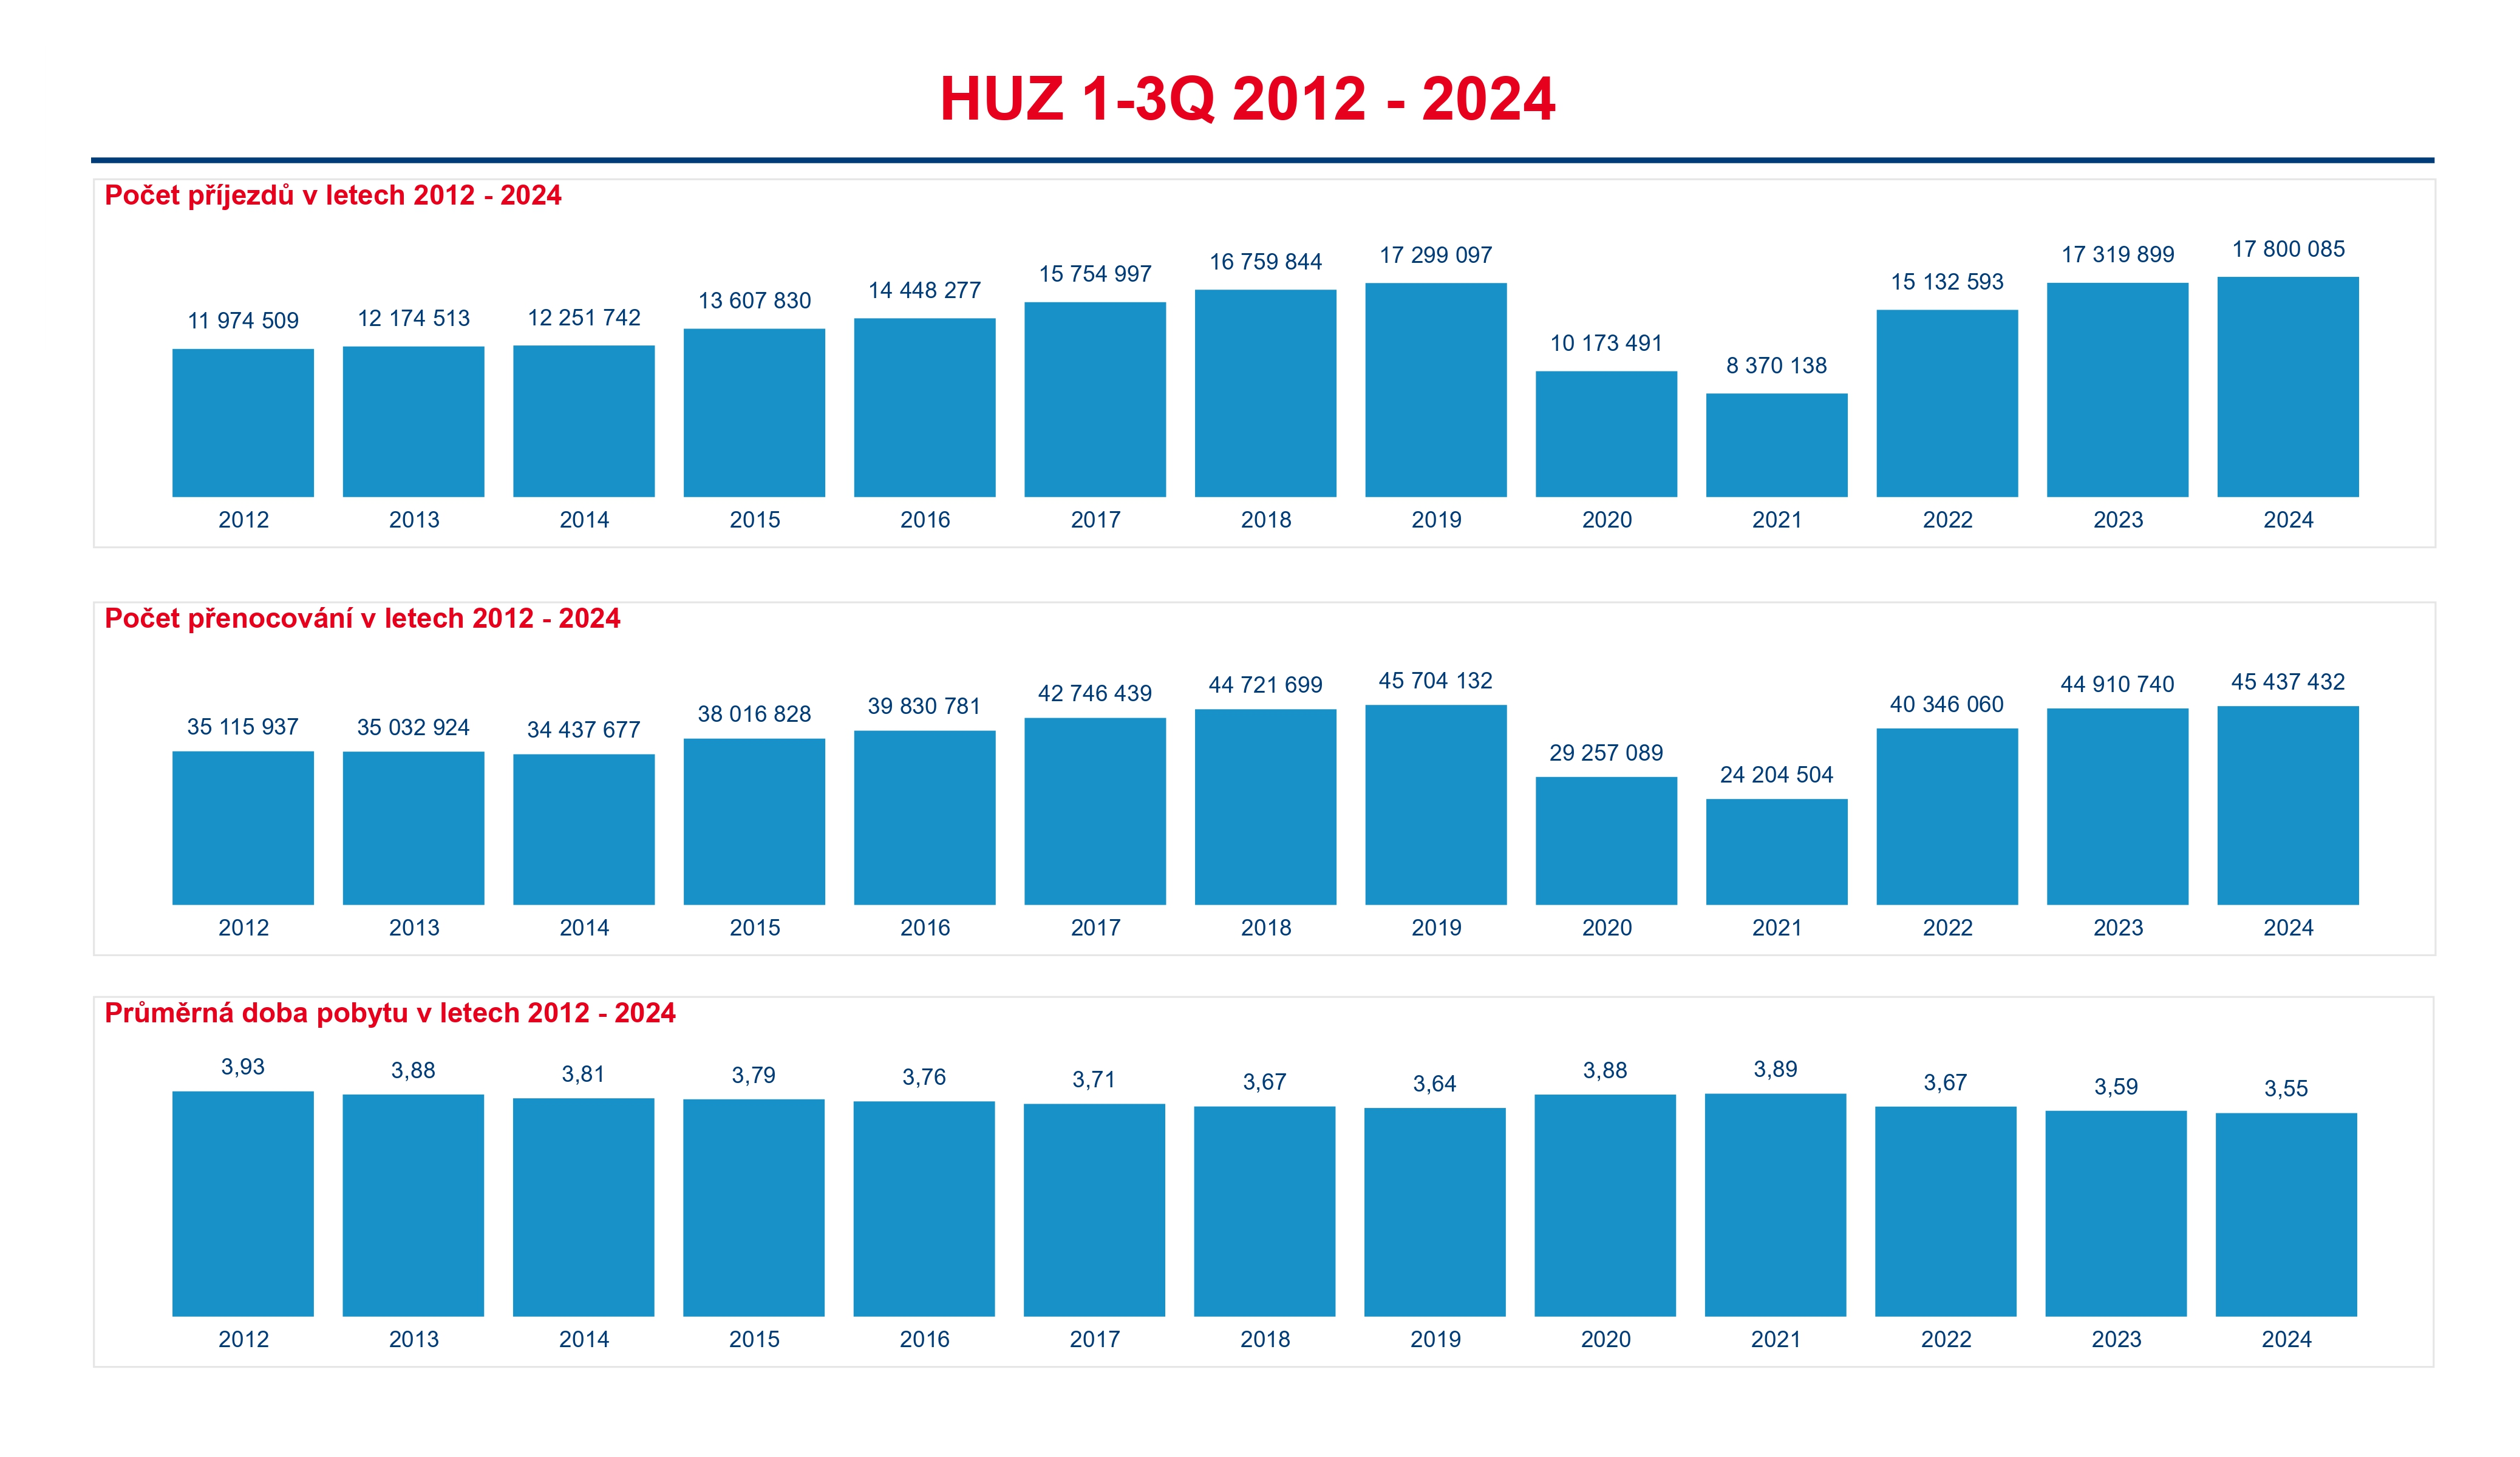 HUZ 1-3Q 2012 - 2024
Počet příjezdů v letech 2012 - 2024
11 974 509 12 174 513 12 251 742 13 607 830 14 448 277 15 754 997 16 759 844 17 299 097 10 173 491 8 370 138 15 132 593 17 319 899 17 800 085
2012 2013 2014 2015 2016 2017 2018 2019 2020 2021 2022 2023 2024
Počet přenocování v letech 2012 - 2024
35 115 937 35 032 924 34 437 677 38 016 828 39 830 781 42 746 439 44 721 699 45 704 132 29 257 089 24 204 504 40 346 060 44 910 740 45 437 432
2012 2013 2014 2015 2016 2017 2018 2019 2020 2021 2022 2023 2024
Průměrná doba pobytu v letech 2012 - 2024
3,93 3,88 3,81 3,79 3,76 3,71 3,67 3,64 3,88 3,89 3,67 3,59 3,55
2012 2013 2014 2015 2016 2017 2018 2019 2020 2021 2022 2023 2024